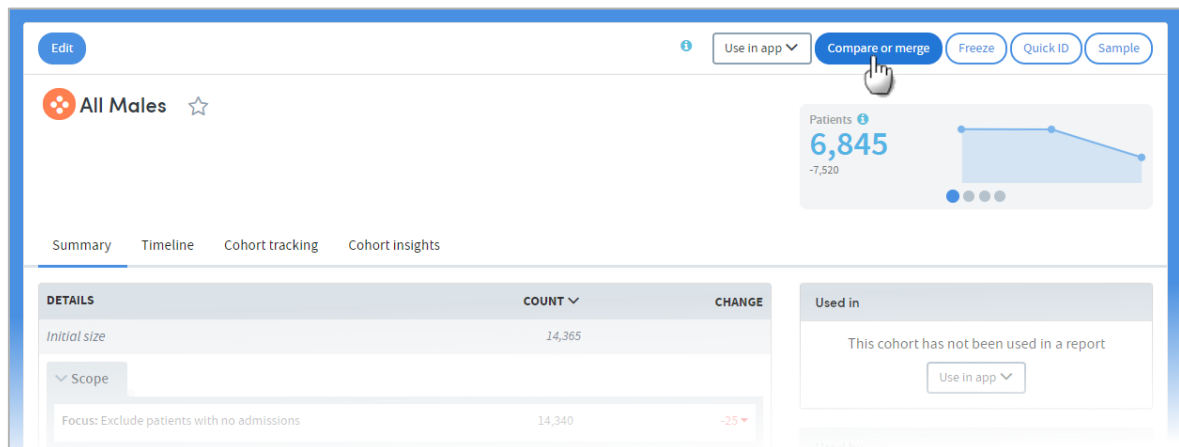 Edit
Use in app
Compare or merge
Freeze
Quick ID
Sample
All Males
Patients
6,845
-7,520
Summary Timeline Cohort tracking Cohort insights
DETAILS COUNT CHANGE
Initial size 14,365
Scope
Focus: Exclude patients with no admissions 14,340 -25
Used in
This cohort has not been used in a report
Use in app